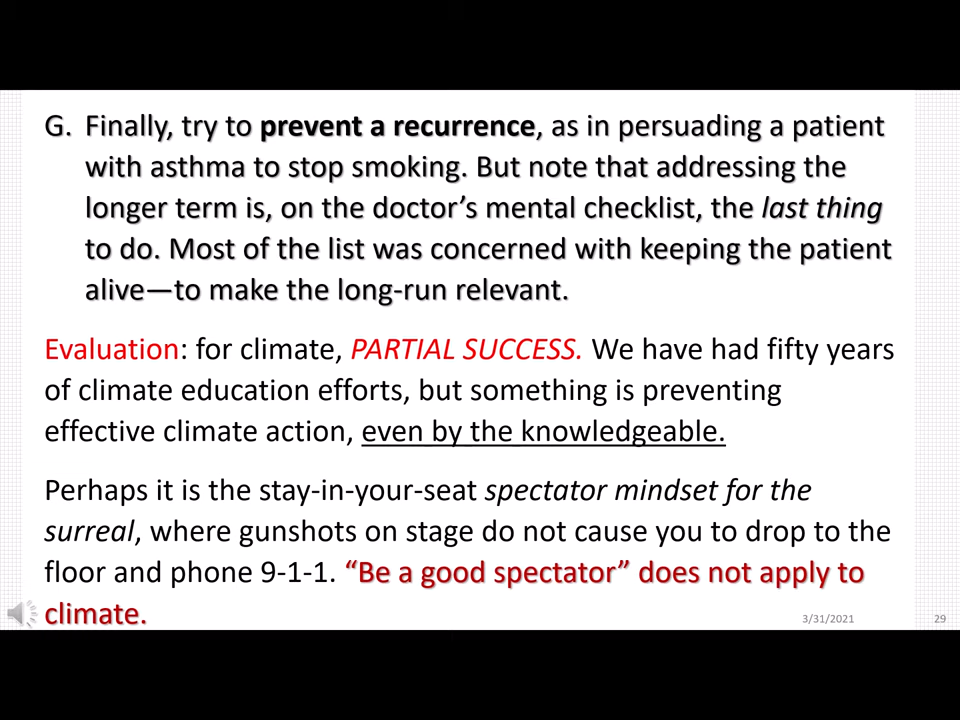 G. Finally, try to prevent a recurrence, as in persuading a patient
with asthma to stop smoking. But note that addressing the
longer term is, on the doctor’s mental checklist, the last thing
to do. Most of the list was concerned with keeping the patient
alive—to make the long-run relevant.
Evaluation: for climate, PARTIAL SUCCESS. We have had fifty years
of climate education efforts, but something is preventing
effective climate action, even by the knowledgeable.
Perhaps it is the stay-in-your-seat spectator mindset for the
surreal, where gunshots on stage do not cause you to drop to the
floor and phone 9-1-1. “Be a good spectator” does not apply to
climate.
3/31/2021
29